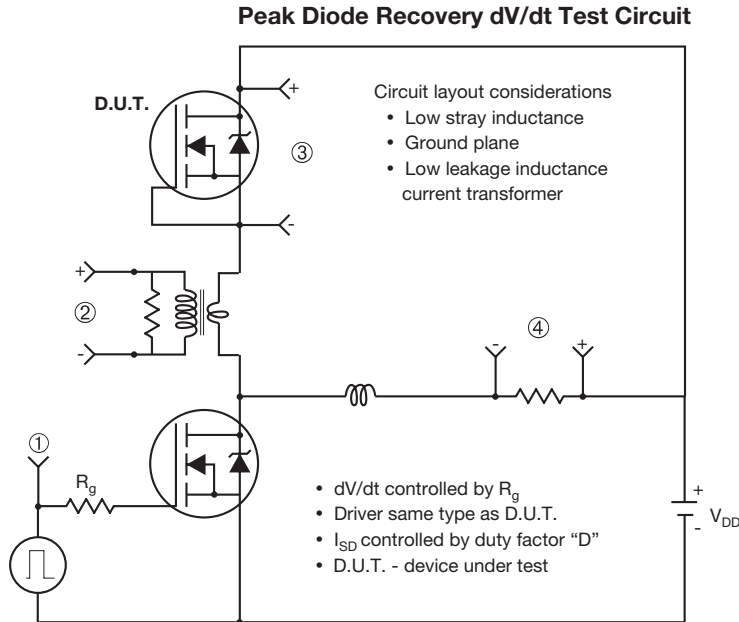 Peak Diode Recovery dV/dt Test Circuit
D.U.T.
+
-
③
Circuit layout considerations
• Low stray inductance
• Ground plane
• Low leakage inductance
current transformer
+
②
-
-
④
+
①
Rg
• dV/dt controlled by Rg
• Driver same type as D.U.T.
• ISD controlled by duty factor “D”
• D.U.T. - device under test
+
-
VDD